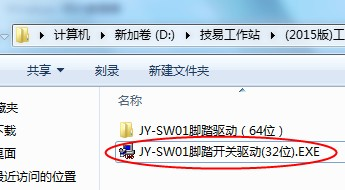 计算机 ▸ 新加卷 (D:) ▸ 技易工作站 ▸ (2015版)工
共享 刻录 新建文件夹
藏夹
名称
下载
JY-SW01脚踏驱动（64位）
桌面
JY-SW01脚踏开关驱动(32位).EXE
最近访问的位置